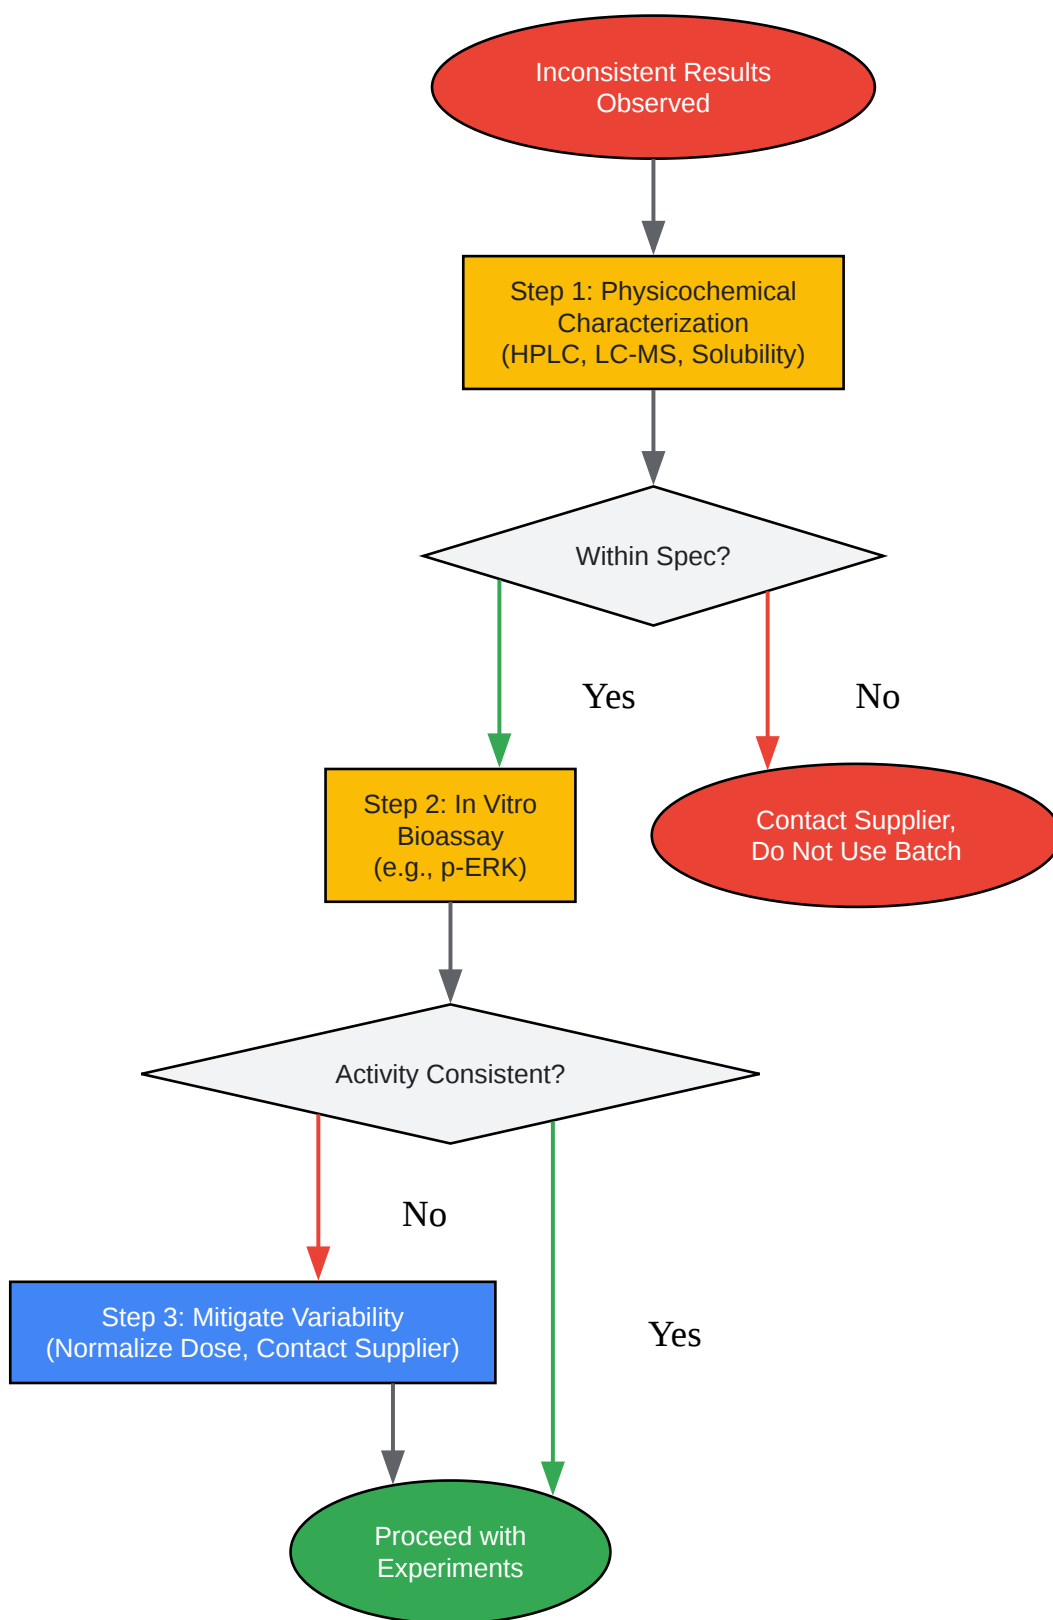 Inconsistent Results
Observed
Step 1: Physicochemical
Characterization
(HPLC, LC-MS, Solubility)
Within Spec?
Yes
No
Step 2: In Vitro
Bioassay
(e.g., p-ERK)
Contact Supplier,
Do Not Use Batch
Activity Consistent?
No
Step 3: Mitigate Variability
(Normalize Dose, Contact Supplier)
Yes
Proceed with
Experiments